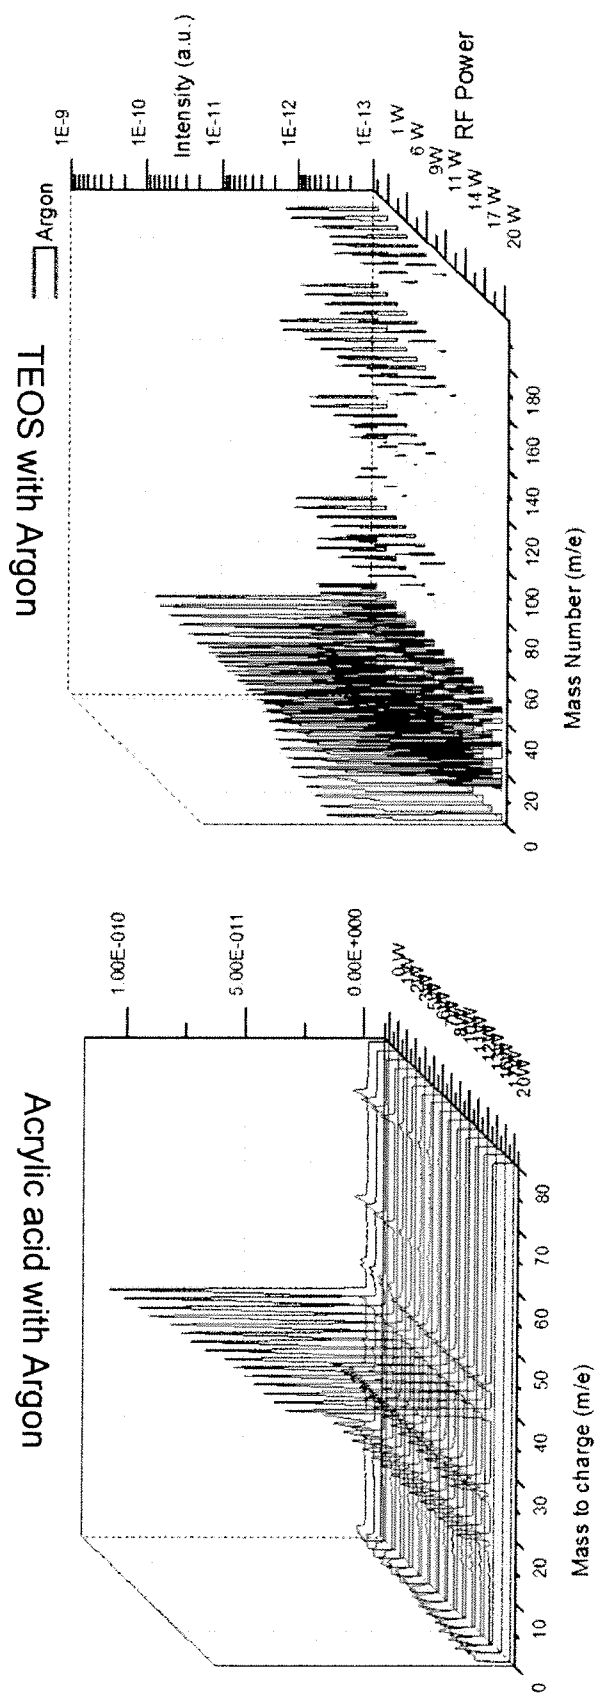 1E-9
1E-10
1E-11
1E-12
1E-13
Intensity (a.u.)
1 W
6 W
9W
11 W
14 W
17 W
20 W
RF Power
180
160
140
120
100
80
60
40
20
0
Mass Number (m/e)
Argon
TEOS with Argon
1.00E-010
5.00E-011
0.00E+000
10 W
20W
80
70
60
50
40
30
20
10
0
Mass to charge (m/e)
Acrylic acid with Argon